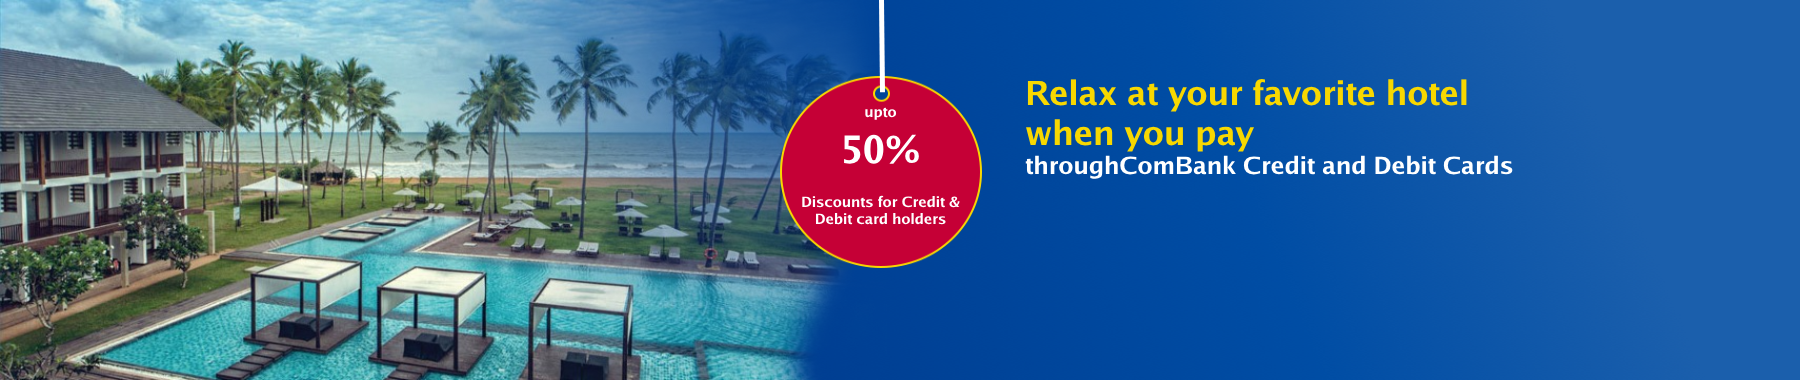 upto
50%
Discounts for Credit &
Debit card holders
Relax at your favorite hotel
when you pay
throughComBank Credit and Debit Cards